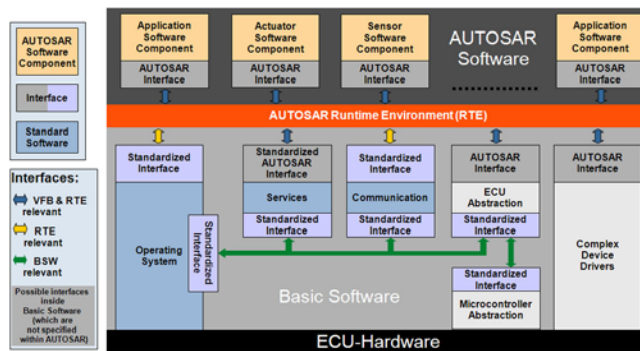 AUTOSAR
Software
Component
Interface
Standard
Software
Interfaces:
VFB & RTE
relevant
RTE
relevant
BSW
relevant
Possible interfaces
inside
Basic Software
(which are
not specified
within AUTOSAR)
Application
Software
Component
AUTOSAR
Interface
Actuator
Software
Component
AUTOSAR
Interface
Sensor
Software
Component
AUTOSAR
Interface
AUTOSAR
Software
..............
Application
Software
Component
AUTOSAR
Interface
AUTOSAR Runtime Environment (RTE)
Standardized
Interface
Operating
System
Standardized
Interface
Standardized
AUTOSAR
Interface
Services
Standardized
Interface
Standardized
Interface
Communication
Standardized
Interface
AUTOSAR
Interface
ECU
Abstraction
Standardized
Interface
Standardized
Interface
Microcontroller
Abstraction
AUTOSAR
Interface
Complex
Device
Drivers
Basic Software
ECU-Hardware